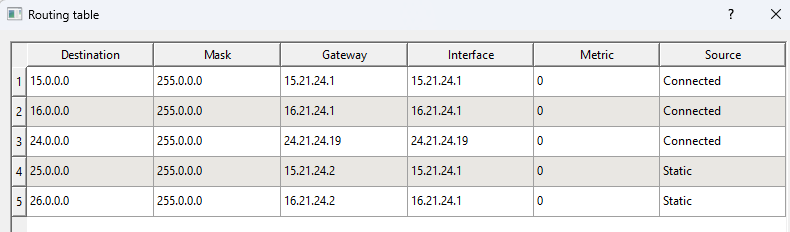 Routing table
Destination Mask Gateway Interface Metric Source
1 15.0.0.0 255.0.0.0 15.21.24.1 15.21.24.1 0 Connected
2 16.0.0.0 255.0.0.0 16.21.24.1 16.21.24.1 0 Connected
3 24.0.0.0 255.0.0.0 24.21.24.19 24.21.24.19 0 Connected
4 25.0.0.0 255.0.0.0 15.21.24.2 15.21.24.1 0 Static
5 26.0.0.0 255.0.0.0 16.21.24.2 16.21.24.1 0 Static